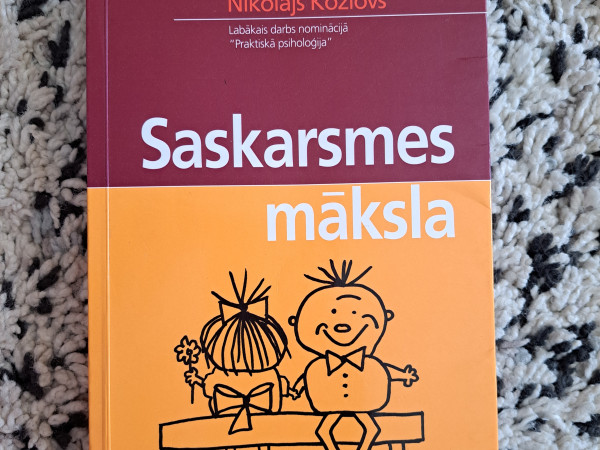 Nikolajs Kozlovs
Labākais darbs nominācijā
"Praktiskā psiholoģija"
Saskarsmes
māksla